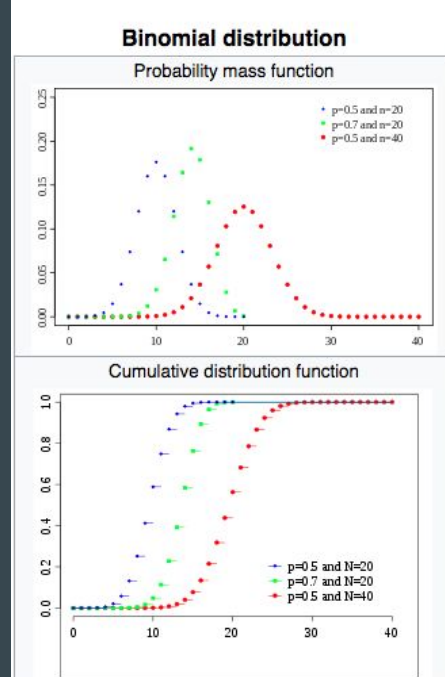 Binomial distribution
Probability mass function
0.25
0.20
0.15
0.10
0.05
0.00
p=0.5 and n=20
p=0.7 and n=20
p=0.5 and n=40
0 10 20 30 40
Cumulative distribution function
1.0
0.8
0.6
0.4
0.2
0.0
p=0.5 and N=20
p=0.7 and N=20
p=0.5 and N=40
0 10 20 30 40